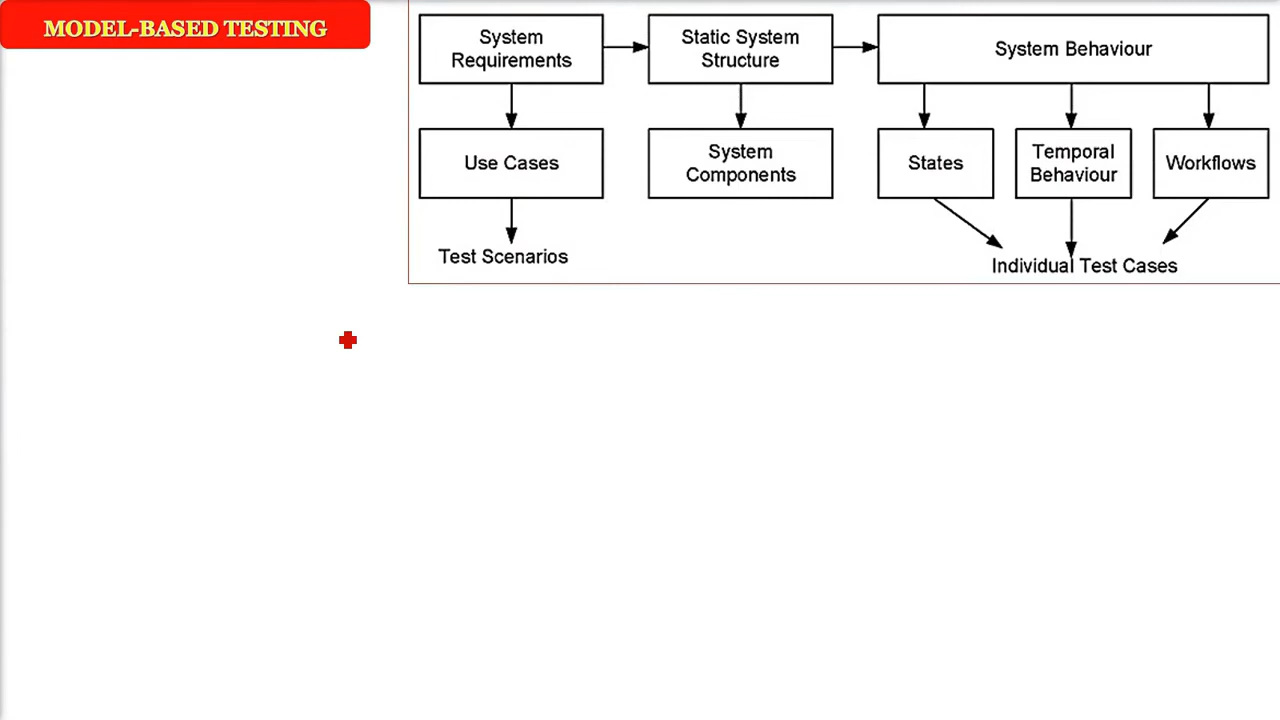 MODEL-BASED TESTING
System
Requirements
Static System
Structure
System Behaviour
Use Cases
System
Components
States
Temporal
Behaviour
Workflows
Test Scenarios
Individual Test Cases